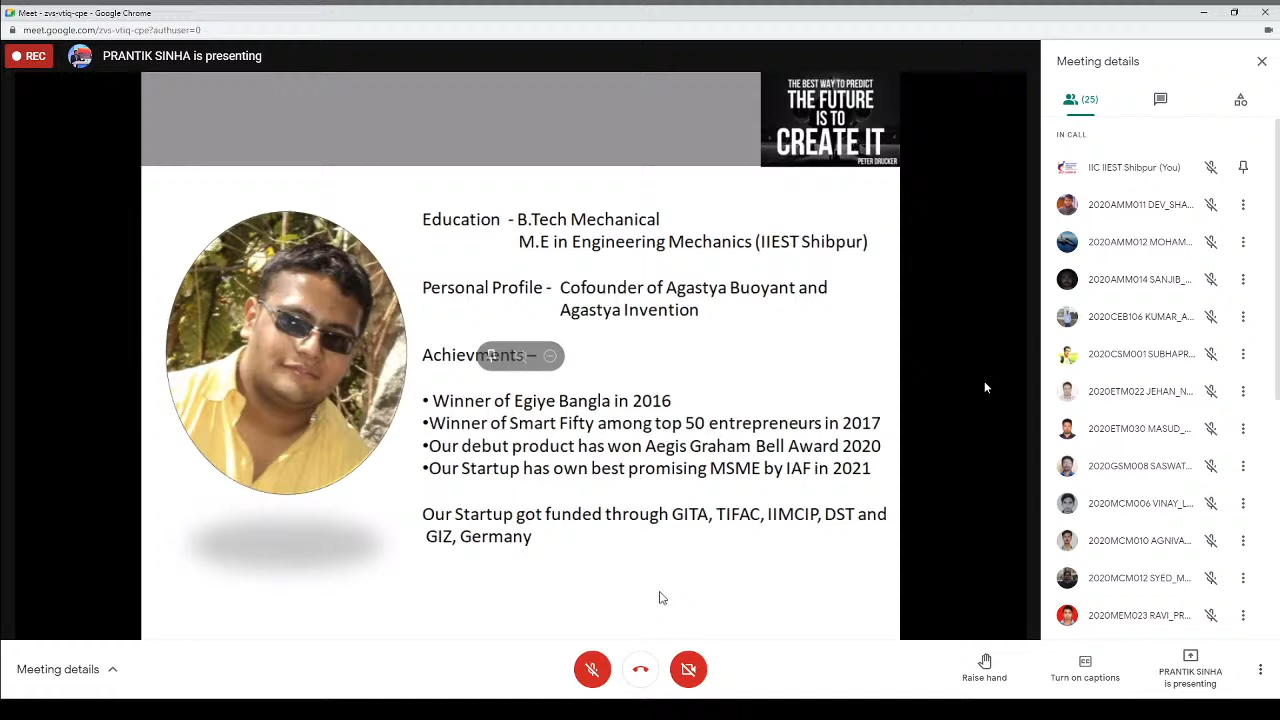 Meet - zvs-vtiq-cpe - Google Chrome
meet.google.com/zvs-vtiq-cpe?authuser=0
REC
PRANTIK SINHA is presenting
THE BEST WAY TO PREDICT
THE FUTURE
IS TO
CREATE IT
PETER DRUCKER
Education - B.Tech Mechanical
M.E in Engineering Mechanics (IIEST Shibpur)
Personal Profile - Cofounder of Agastya Buoyant and
Agastya Invention
Achievments –
• Winner of Egiye Bangla in 2016
•Winner of Smart Fifty among top 50 entrepreneurs in 2017
•Our debut product has won Aegis Graham Bell Award 2020
•Our Startup has own best promising MSME by IAF in 2021
Our Startup got funded through GITA, TIFAC, IIMCIP, DST and
GIZ, Germany
Meeting details
(25)
IN CALL
IIC IIEST Shibpur (You)
2020AMM011 DEV_SHA...
2020AMM012 MOHAM...
2020AMM014 SANJIB_...
2020CEB106 KUMAR_A...
2020CSM001 SUBHAPR...
2020ETM022 JEHAN_N...
2020ETM030 MASUD_...
2020GSM008 SASWAT...
2020MCM006 VINAY_L...
2020MCM010 AGNIVA...
2020MCM012 SYED_M...
2020MEM023 RAVI_PR...
Meeting details
Raise hand
CC
Turn on captions
PRANTIK SINHA
is presenting